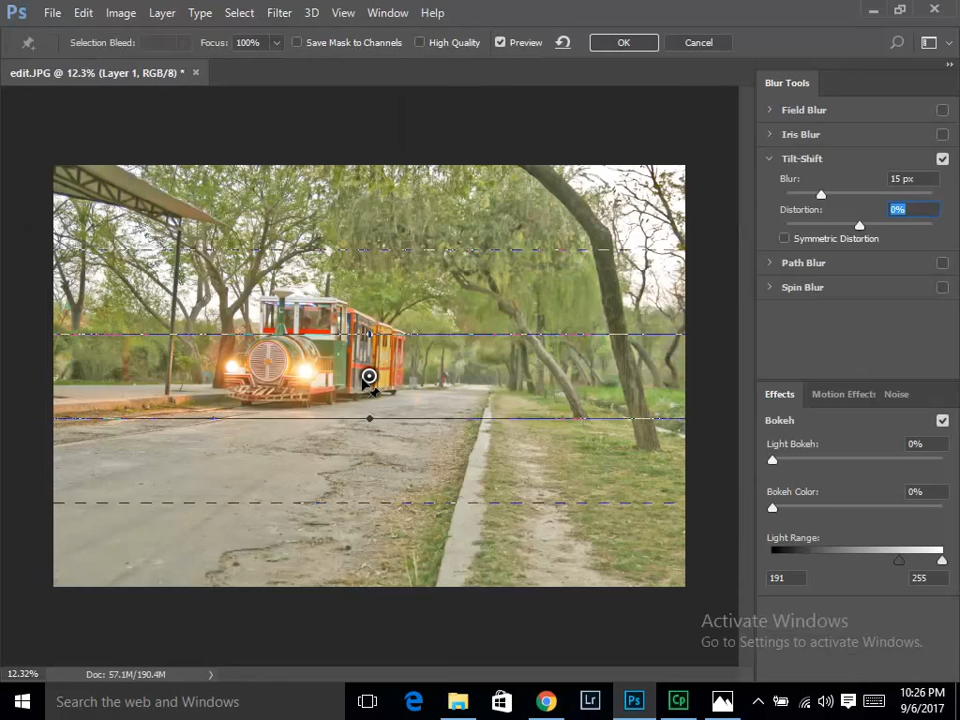 Ps File Edit Image Layer Type Select Filter 3D View Window Help
Selection Bleed: Focus: 100% Save Mask to Channels High Quality Preview OK Cancel
edit.JPG @ 12.3% (Layer 1, RGB/8) * ×
Blur Tools
Field Blur
Iris Blur
Tilt-Shift
Blur: 15 px
Distortion: 0%
Symmetric Distortion
Path Blur
Spin Blur
Effects Motion Effects Noise
Bokeh
Light Bokeh: 0%
Bokeh Color: 0%
Light Range:
191 255
Activate Windows
Go to Settings to activate Windows.
12.32% Doc: 57.1M/190.4M
Search the web and Windows
Lr Ps Cp
10:26 PM
9/6/2017